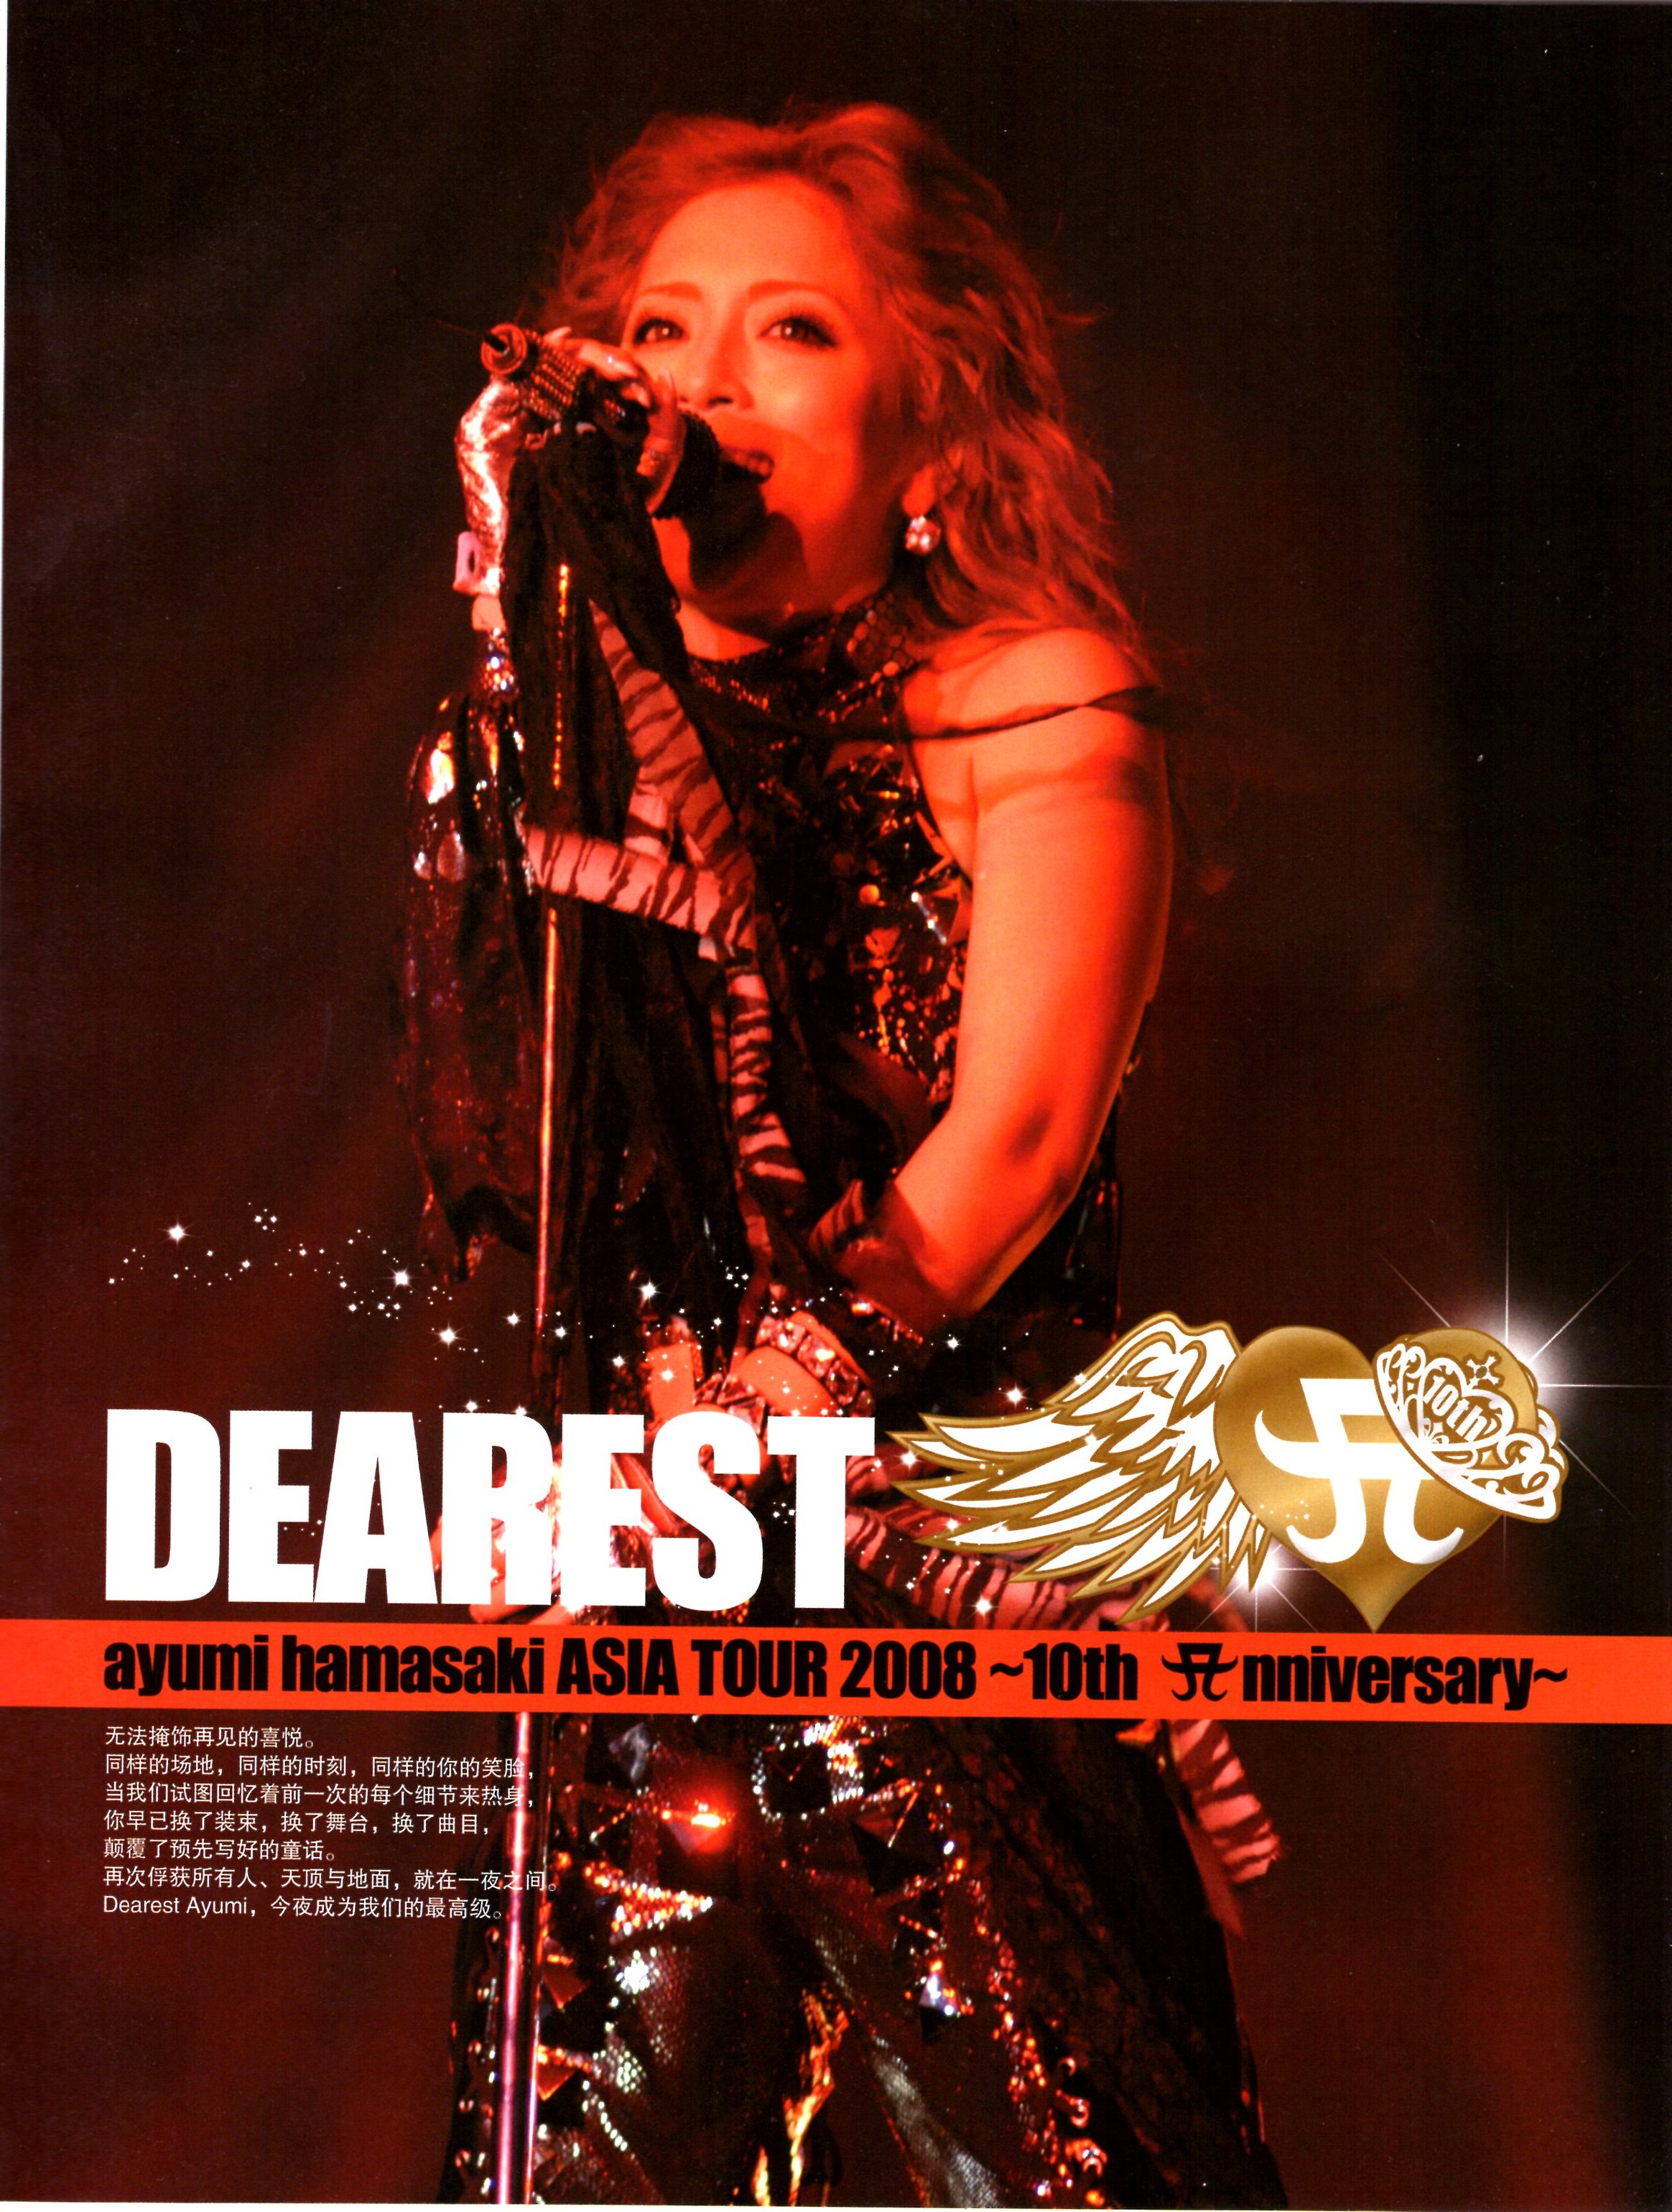 10th
DEAREST
ayumi hamasaki ASIA TOUR 2008 ~10th Anniversary~
无法掩饰再见的喜悦。
同样的场地，同样的时刻，同样的你的笑脸，
当我们试图回忆着前一次的每个细节来热身，
你早已换了装束，换了舞台，换了曲目，
颠覆了预先写好的童话。
再次俘获所有人、天顶与地面，就在一夜之间。
Dearest Ayumi，今夜成为我们的最高级。